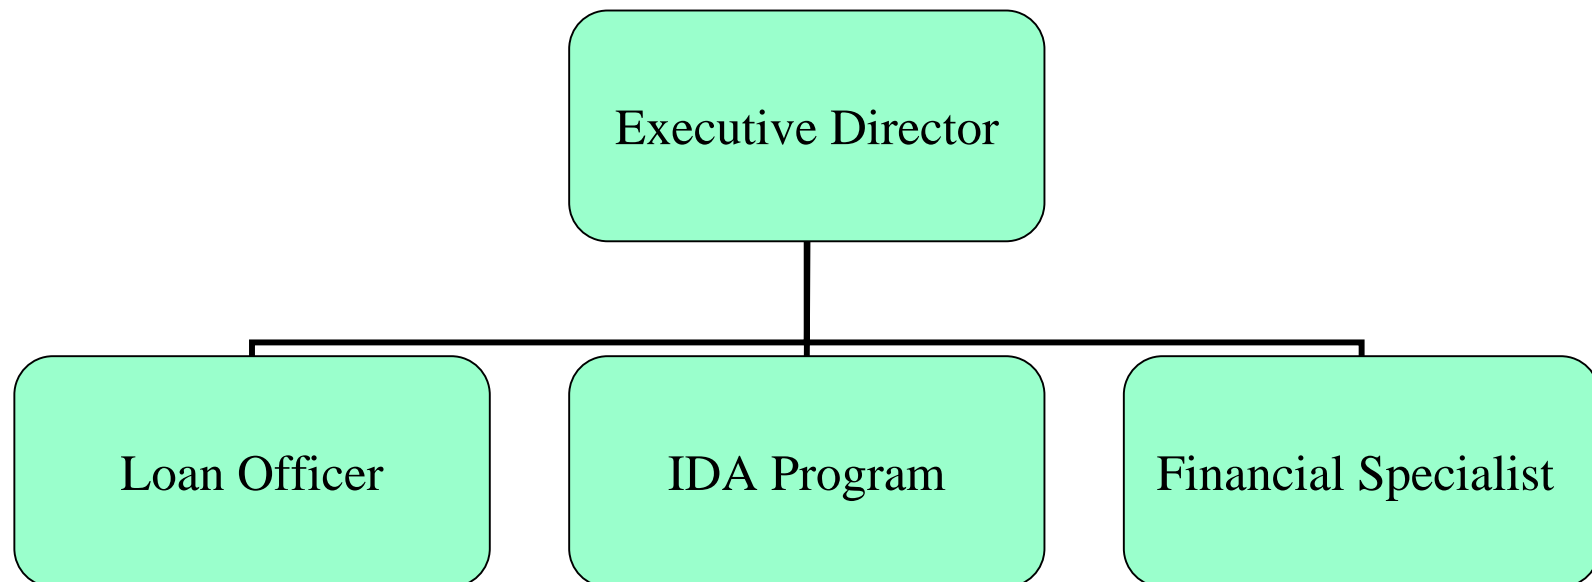 Executive Director
Loan Officer
IDA Program
Financial Specialist